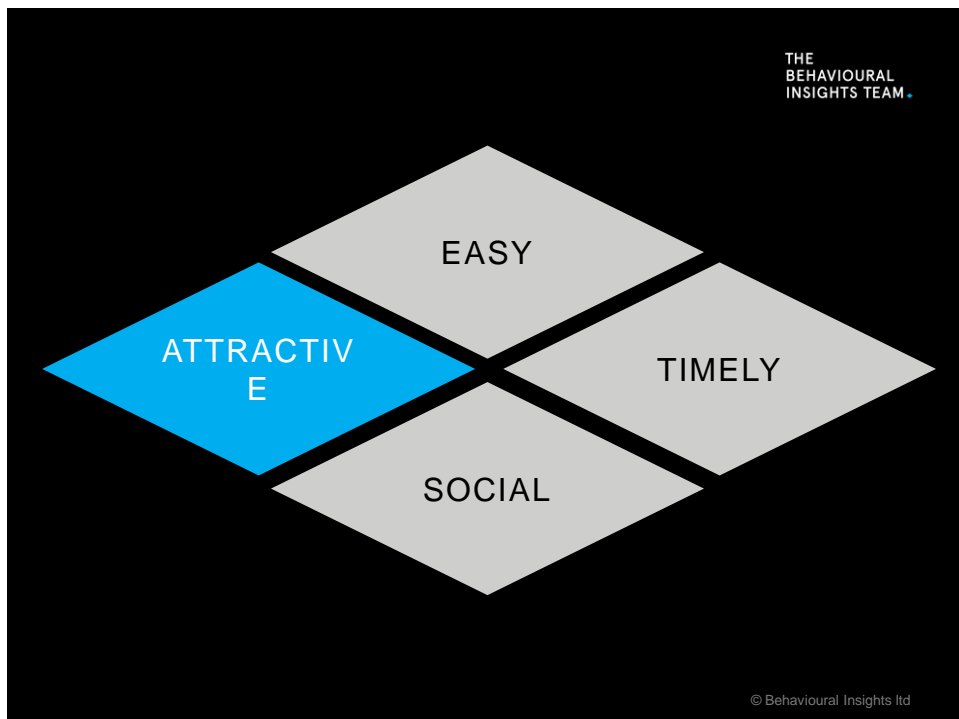 THE
BEHAVIOURAL
INSIGHTS TEAM
EASY
ATTRACTIV
E
TIMELY
SOCIAL
© Behavioural Insights ltd